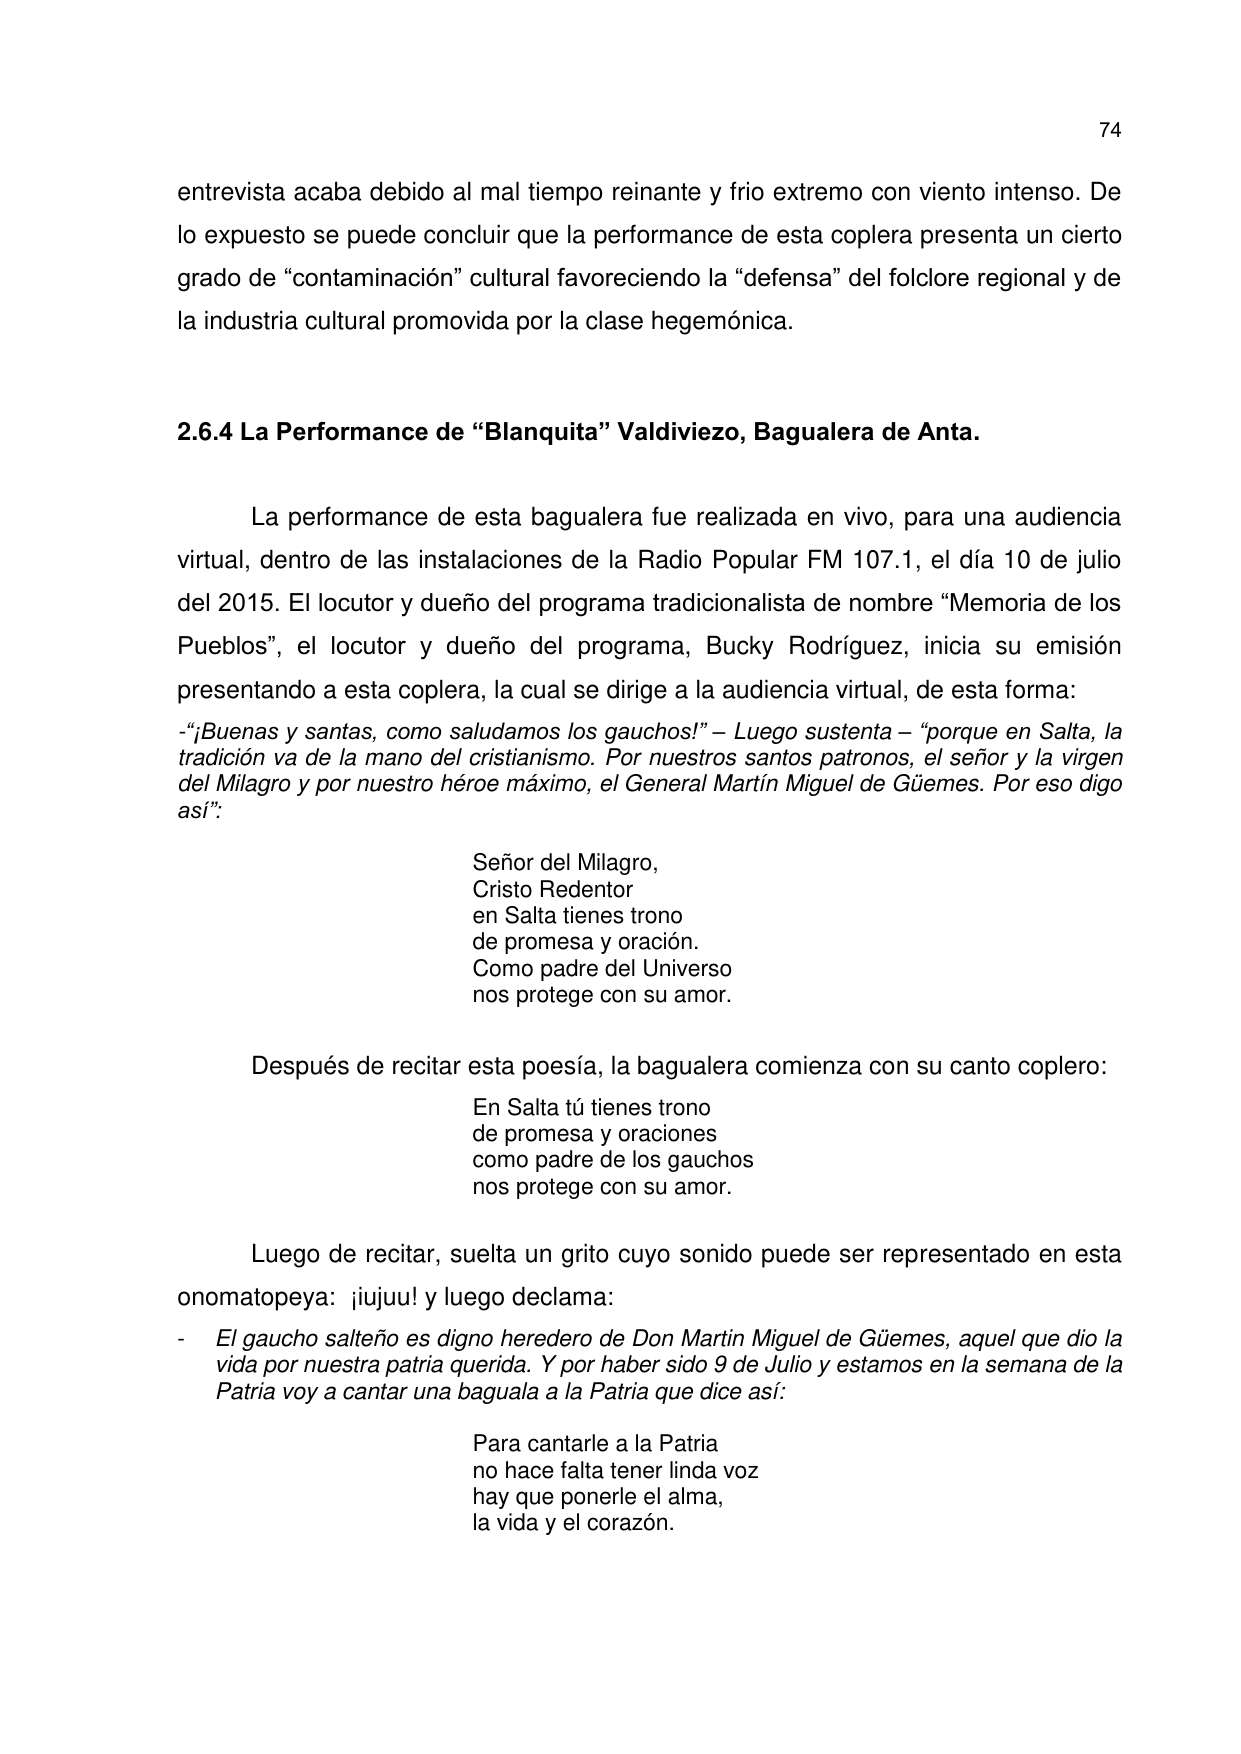 74
entrevista acaba debido al mal tiempo reinante y frio extremo con viento intenso. De
lo expuesto se puede concluir que la performance de esta coplera presenta un cierto
grado de “contaminación” cultural favoreciendo la “defensa” del folclore regional y de
la industria cultural promovida por la clase hegemónica.
2.6.4 La Performance de “Blanquita” Valdiviezo, Bagualera de Anta.
La performance de esta bagualera fue realizada en vivo, para una audiencia
virtual, dentro de las instalaciones de la Radio Popular FM 107.1, el día 10 de julio
del 2015. El locutor y dueño del programa tradicionalista de nombre “Memoria de los
Pueblos”, el locutor y dueño del programa, Bucky Rodríguez, inicia su emisión
presentando a esta coplera, la cual se dirige a la audiencia virtual, de esta forma:
-“¡Buenas y santas, como saludamos los gauchos!” – Luego sustenta – “porque en Salta, la
tradición va de la mano del cristianismo. Por nuestros santos patronos, el señor y la virgen
del Milagro y por nuestro héroe máximo, el General Martín Miguel de Güemes. Por eso digo
así”:
Señor del Milagro,
Cristo Redentor
en Salta tienes trono
de promesa y oración.
Como padre del Universo
nos protege con su amor.
Después de recitar esta poesía, la bagualera comienza con su canto coplero:
En Salta tú tienes trono
de promesa y oraciones
como padre de los gauchos
nos protege con su amor.
Luego de recitar, suelta un grito cuyo sonido puede ser representado en esta
onomatopeya:  ¡iujuu! y luego declama:
- El gaucho salteño es digno heredero de Don Martin Miguel de Güemes, aquel que dio la
vida por nuestra patria querida. Y por haber sido 9 de Julio y estamos en la semana de la
Patria voy a cantar una baguala a la Patria que dice así:
Para cantarle a la Patria
no hace falta tener linda voz
hay que ponerle el alma,
la vida y el corazón.